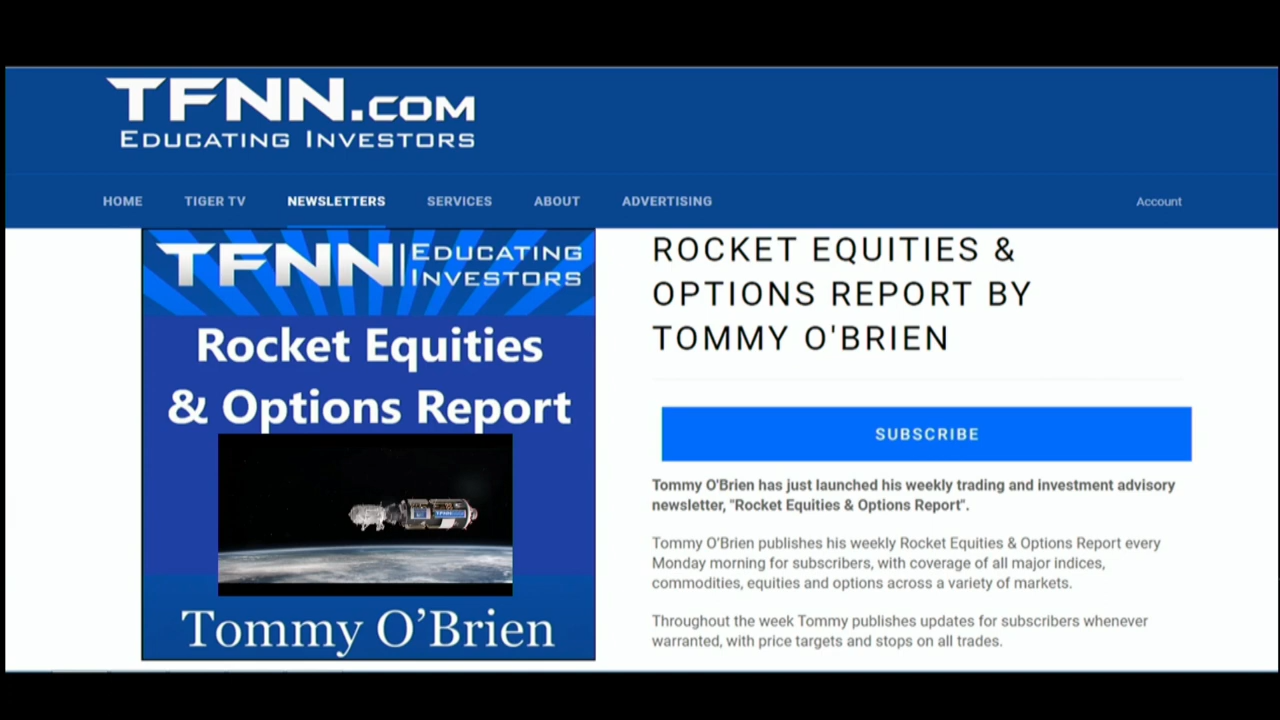 TFNN.COM
EDUCATING INVESTORS
HOME TIGER TV NEWSLETTERS SERVICES ABOUT ADVERTISING Account
TFNN EDUCATING
INVESTORS
Rocket Equities
& Options Report
TFNN
Tommy O’Brien
ROCKET EQUITIES &
OPTIONS REPORT BY
TOMMY O'BRIEN
SUBSCRIBE
Tommy O'Brien has just launched his weekly trading and investment advisory
newsletter, "Rocket Equities & Options Report".
Tommy O'Brien publishes his weekly Rocket Equities & Options Report every
Monday morning for subscribers, with coverage of all major indices,
commodities, equities and options across a variety of markets.
Throughout the week Tommy publishes updates for subscribers whenever
warranted, with price targets and stops on all trades.